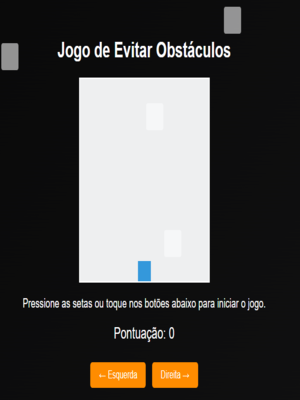 Jogo de Evitar Obstáculos
Pressione as setas ou toque nos botões abaixo para iniciar o jogo.
Pontuação: 0
←Esquerda Direita→